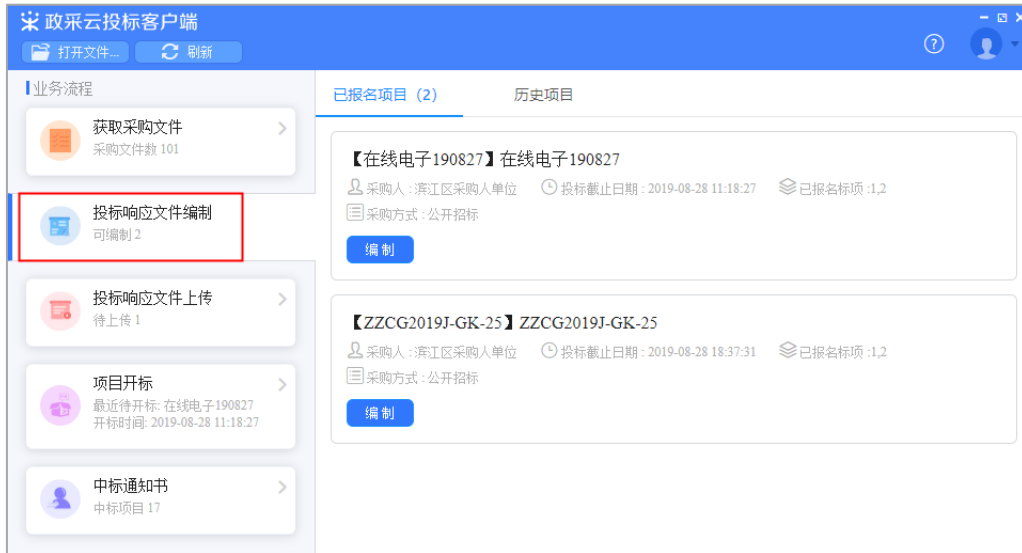 政采云投标客户端
打开文件...
刷新
业务流程
获取采购文件
采购文件数 101
投标响应文件编制
可编制 2
投标响应文件上传
待上传 1
项目开标
最近待开标: 在线电子190827
开标时间: 2019-08-28 11:18:27
中标通知书
中标项目 17
已报名项目（2）
历史项目
【在线电子190827】在线电子190827
采购人 : 滨江区采购人单位
投标截止日期 : 2019-08-28 11:18:27
已报名标项 :1,2
采购方式 : 公开招标
编 制
【ZZCG2019J-GK-25】ZZCG2019J-GK-25
采购人 : 滨江区采购人单位
投标截止日期 : 2019-08-28 18:37:31
已报名标项 :1,2
采购方式 : 公开招标
编 制